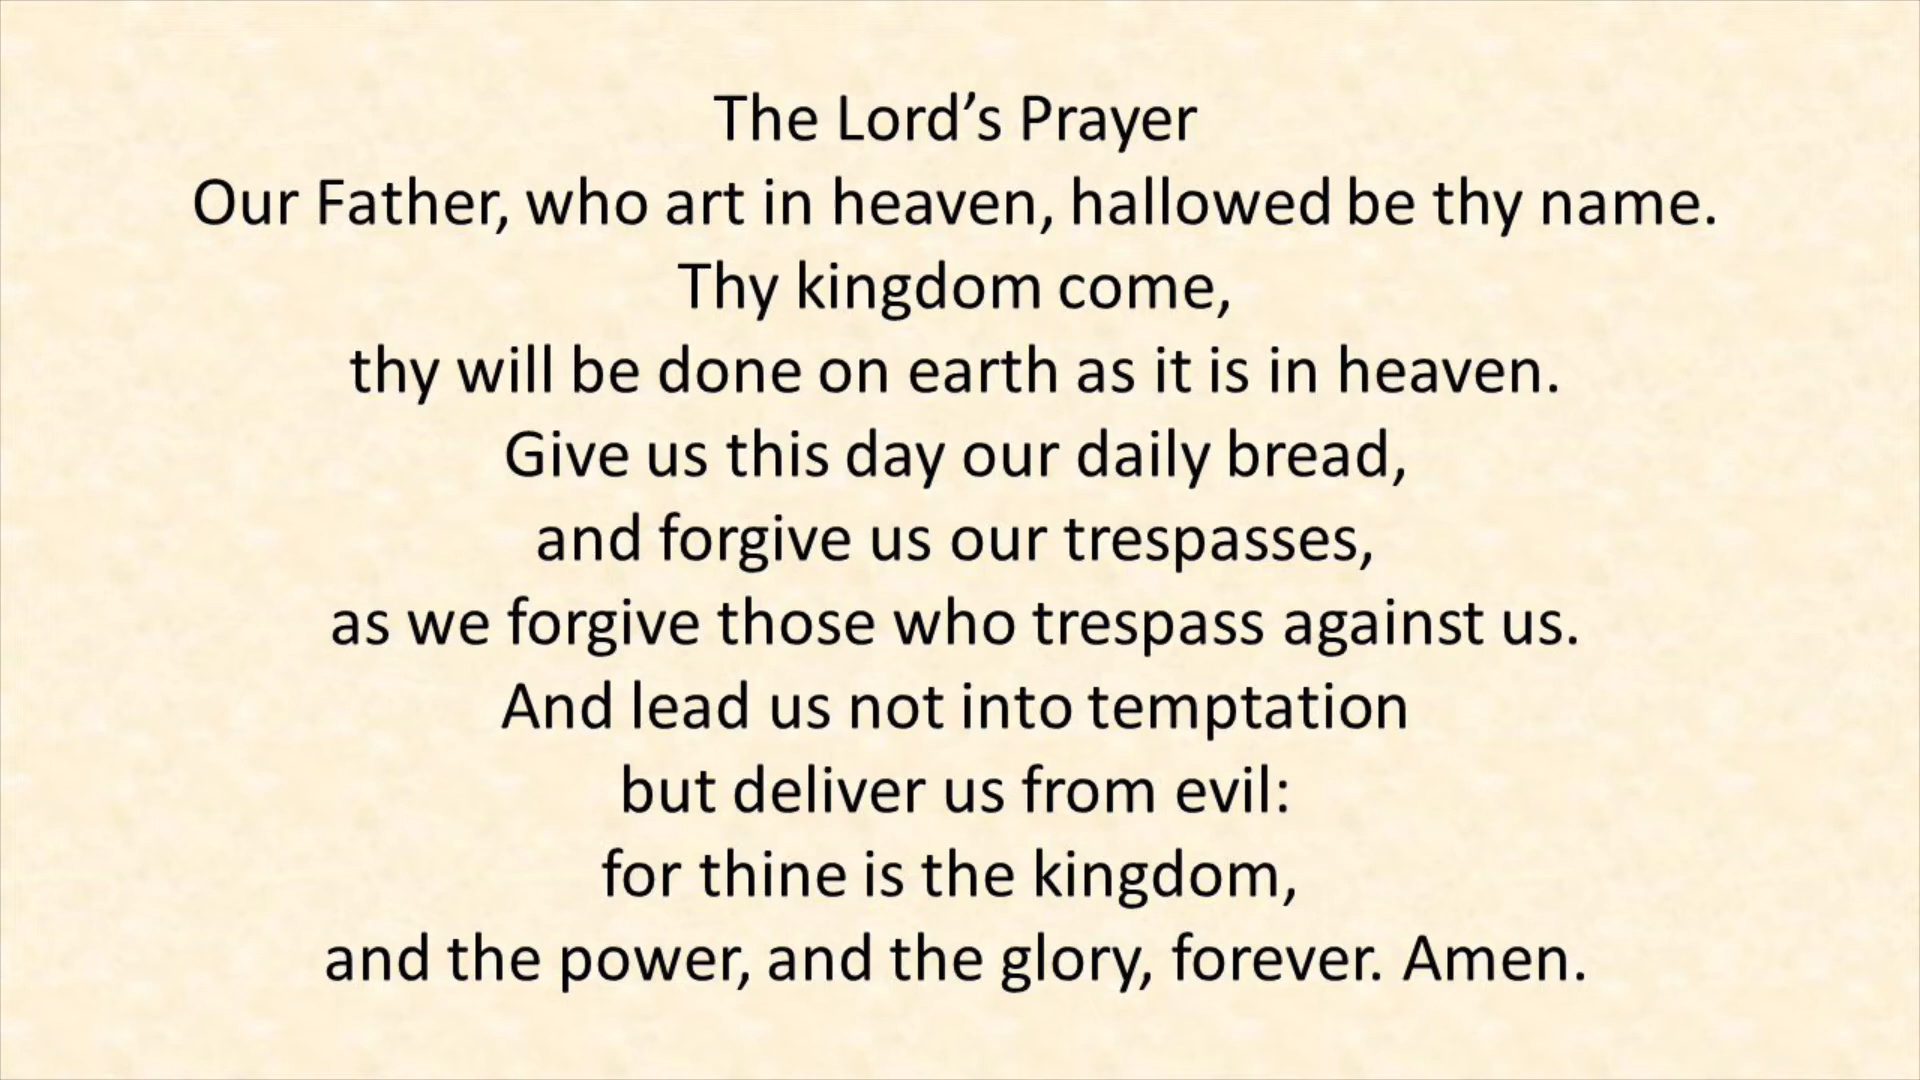 The Lord’s Prayer
Our Father, who art in heaven, hallowed be thy name.
Thy kingdom come,
thy will be done on earth as it is in heaven.
Give us this day our daily bread,
and forgive us our trespasses,
as we forgive those who trespass against us.
And lead us not into temptation
but deliver us from evil:
for thine is the kingdom,
and the power, and the glory, forever. Amen.